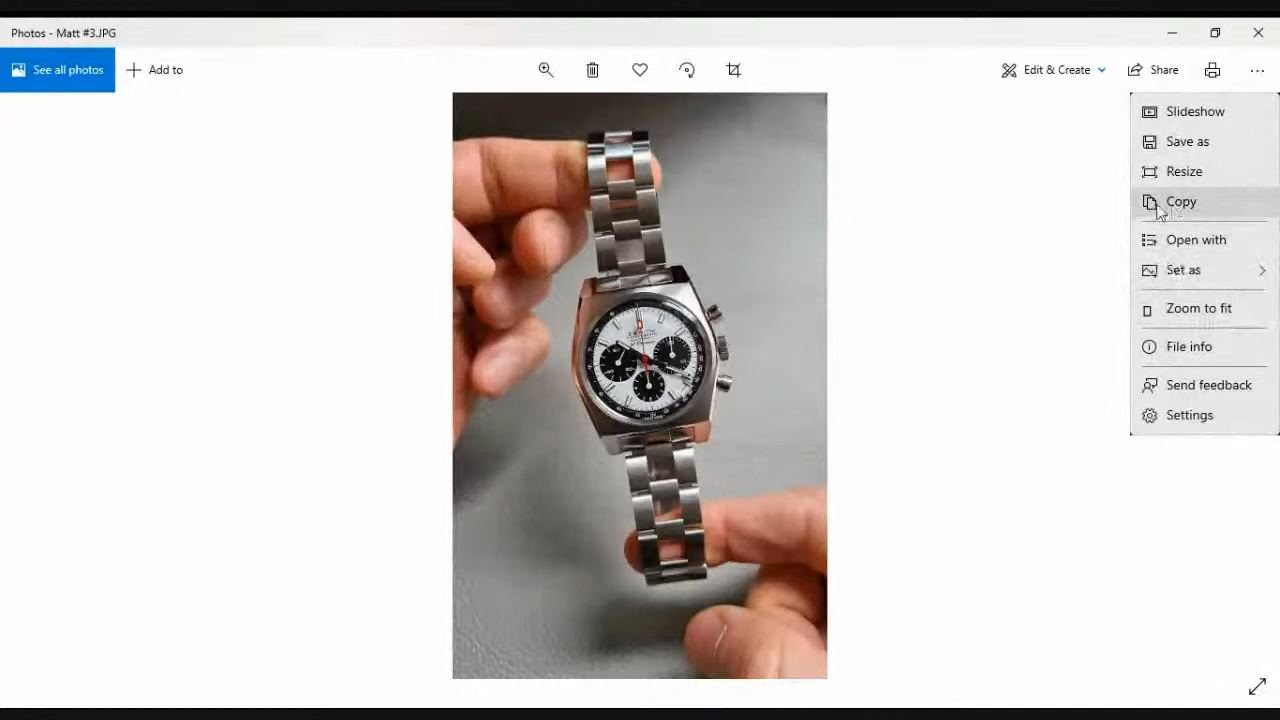 Photos - Matt #3.JPG
See all photos
Add to
Edit & Create
Share
Slideshow
Save as
Resize
Copy
Open with
Set as
Zoom to fit
File info
Send feedback
Settings
ZENITH